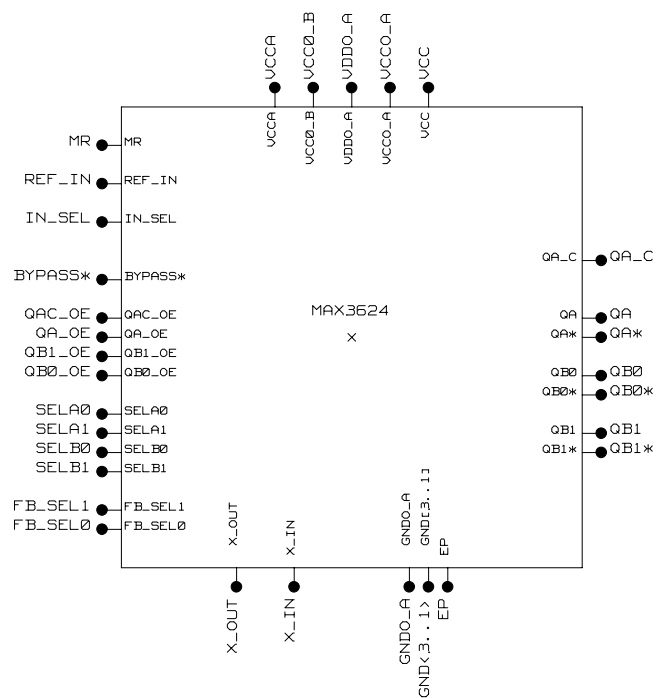 VCCA
VCCO_B
VDDO_A
VCCO_A
VCC
VCCA
VCCO_B
VDDO_A
VCCO_A
VCC
MR MR
REF_IN REF_IN
IN_SEL IN_SEL
QA_C QA_C
BYPASS* BYPASS*
MAX3624
QAC_OE QAC_OE
QA QA
QA_OE QA_OE
QA* QA*
QB1_OE QB1_OE
QB0_OE QB0_OE
QB0 QB0
QB0* QB0*
SELA0 SELA0
SELA1 SELA1
QB1 QB1
SELB0 SELB0
QB1* QB1*
SELB1 SELB1
FB_SEL1 FB_SEL1
FB_SEL0 FB_SEL0
X_OUT
X_IN
GNDO_A
GND[3..1]
EP
X_OUT
X_IN
GNDO_A
GND<3..1>
EP